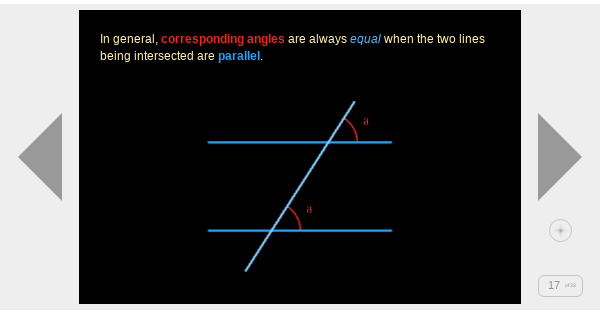 In general, corresponding angles are always equal when the two lines
being intersected are parallel.
a
a
17